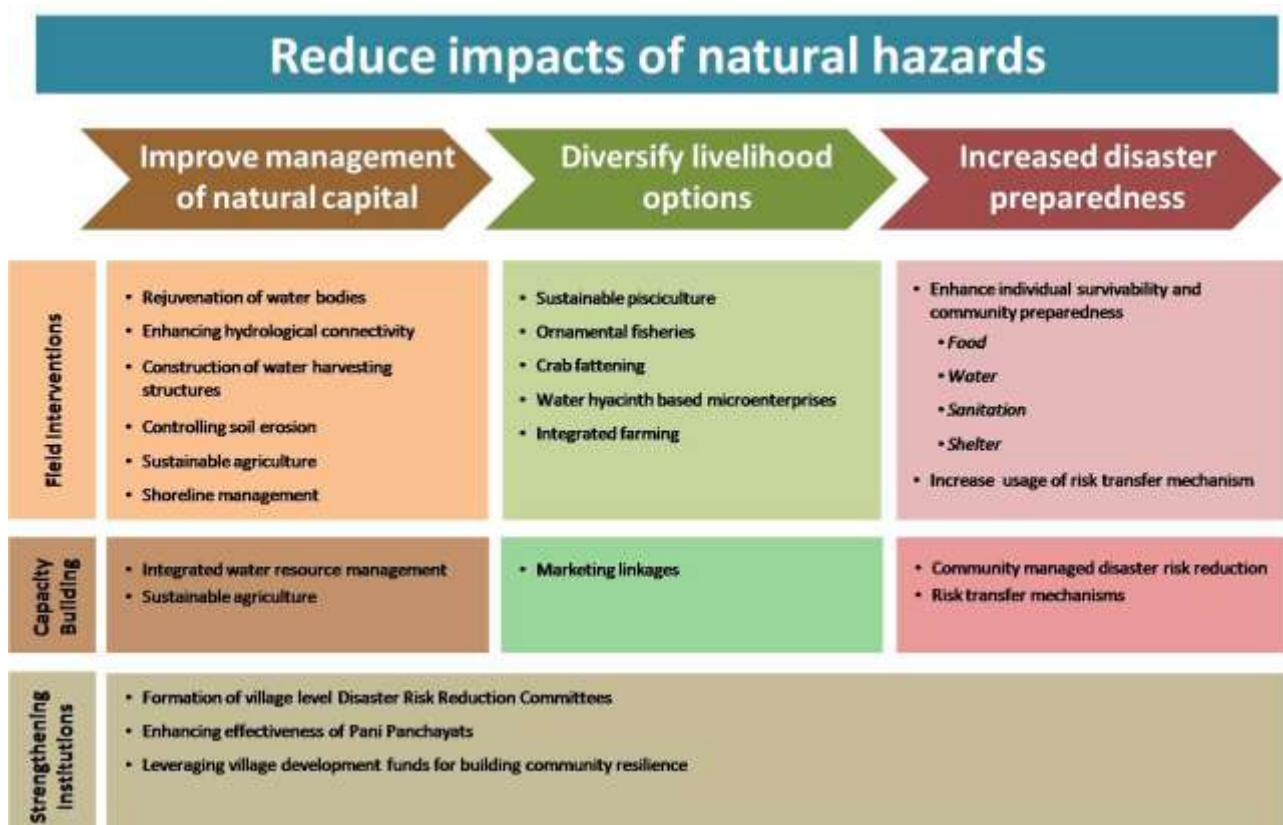 Reduce impacts of natural hazards
Improve management
of natural capital
Diversify livelihood
options
Increased disaster
preparedness
Field Interventions
• Rejuvenation of water bodies
• Enhancing hydrological connectivity
• Construction of water harvesting
structures
• Controlling soil erosion
• Sustainable agriculture
• Shoreline management
• Sustainable pisciculture
• Ornamental fisheries
• Crab fattening
• Water hyacinth based microenterprises
• Integrated farming
• Enhance individual survivability and
community preparedness
• Food
• Water
• Sanitation
• Shelter
• Increase usage of risk transfer mechanism
Capacity
Building
• Integrated water resource management
• Sustainable agriculture
• Marketing linkages
• Community managed disaster risk reduction
• Risk transfer mechanisms
Strengthening
Institutions
• Formation of village level Disaster Risk Reduction Committees
• Enhancing effectiveness of Pani Panchayats
• Leveraging village development funds for building community resilience